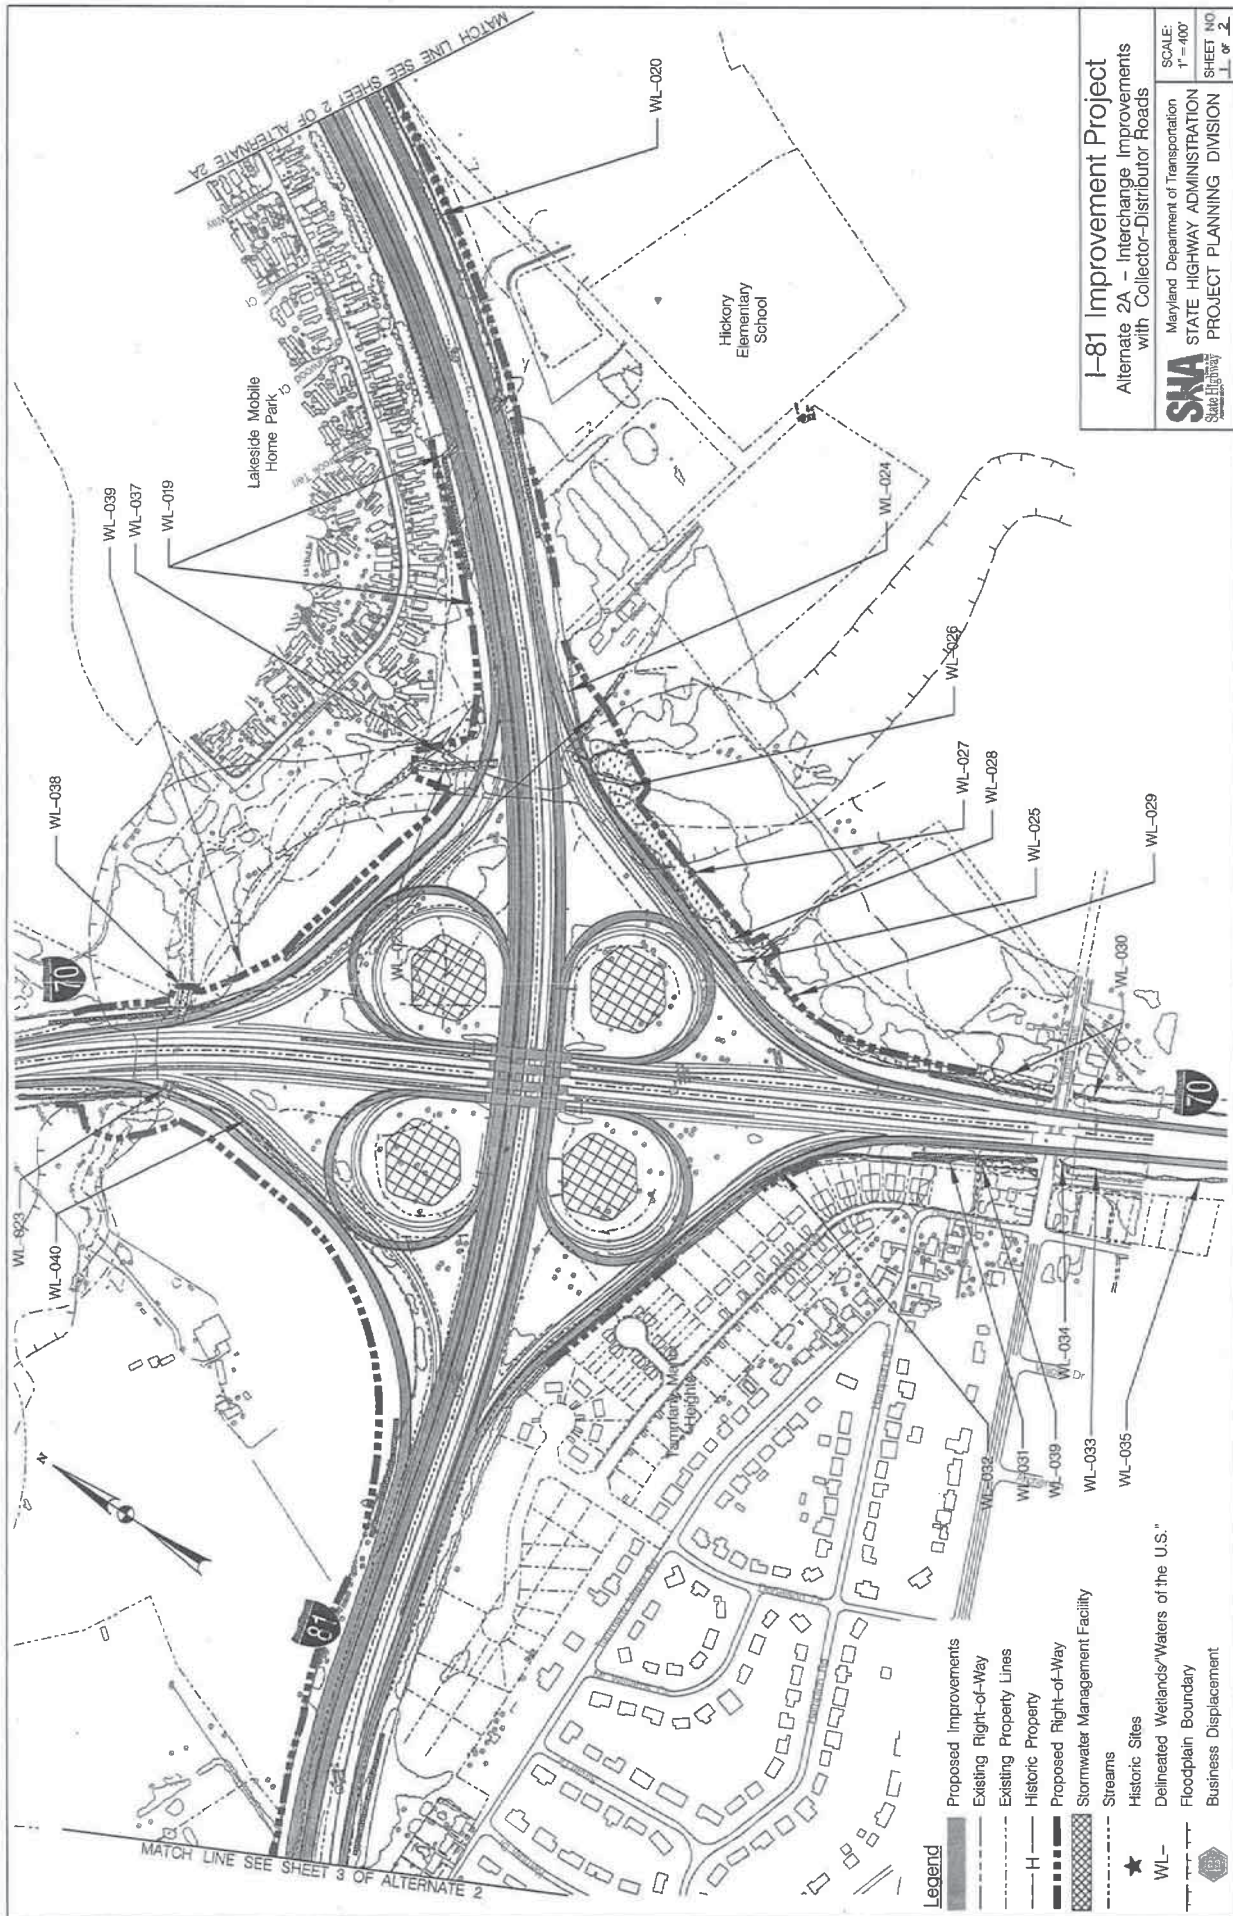 MATCH LINE SEE SHEET 2 OF ALTERNATE 2A
WL-020
Lakeside Mobile
Home Park
WL-039
WL-037
WL-019
Hickory
Elementary
School
WL-024
WL-026
WL-038
WL-027
WL-028
WL-025
WL-029
WL-030
70
70
WL-023
WL-040
WL-034
Dr
WL-032
WL-031
WL-039
WL-033
WL-035
Heights
N
81
MATCH LINE SEE SHEET 3 OF ALTERNATE 2
Legend
Proposed Improvements
Existing Right-of-Way
Existing Property Lines
H Historic Property
Proposed Right-of-Way
Stormwater Management Facility
Streams
Historic Sites
WL- Delineated Wetlands/"Waters of the U.S."
Floodplain Boundary
Business Displacement
I-81 Improvement Project
Alternate 2A - Interchange Improvements
with Collector-Distributor Roads
SHA
State Highway
Maryland Department of Transportation
STATE HIGHWAY ADMINISTRATION
PROJECT PLANNING DIVISION
SCALE:
1" = 400'
SHEET NO.
1 OF 2